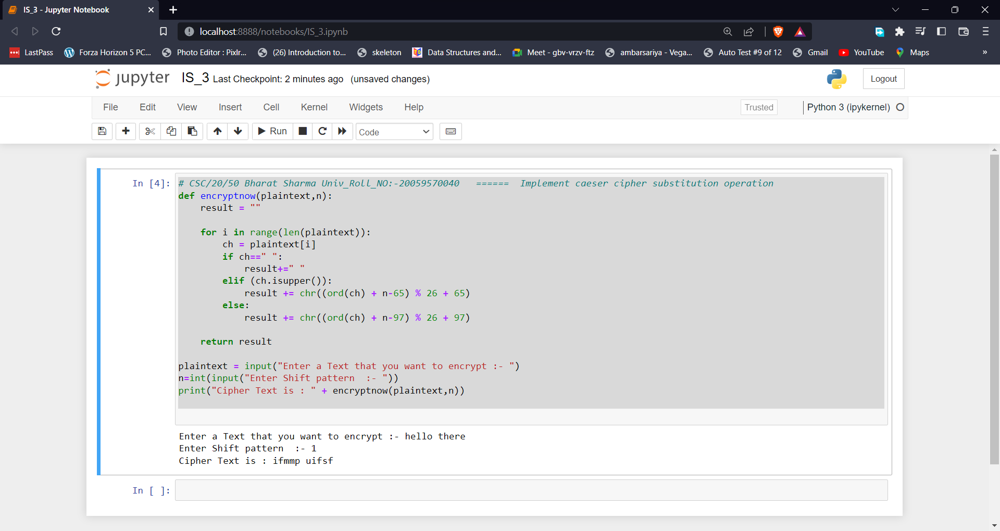 IS_3 - Jupyter Notebook
localhost:8888/notebooks/IS_3.ipynb
LastPass Forza Horizon 5 PC... Photo Editor : Pixlr... (26) Introduction to... skeleton Data Structures and... Meet - gbv-vrzv-ftz ambarsariya - Vega... Auto Test #9 of 12 Gmail YouTube Maps »
jupyter IS_3 Last Checkpoint: 2 minutes ago (unsaved changes) Logout
File Edit View Insert Cell Kernel Widgets Help Trusted Python 3 (ipykernel)
Run Code
In [4]: # CSC/20/50 Bharat Sharma Univ_Roll_NO:-20059570040   ======  Implement caeser cipher substitution operation
def encryptnow(plaintext,n):
    result = ""
    for i in range(len(plaintext)):
        ch = plaintext[i]
        if ch==" ":
            result+=" "
        elif (ch.isupper()):
            result += chr((ord(ch) + n-65) % 26 + 65)
        else:
            result += chr((ord(ch) + n-97) % 26 + 97)
    return result
plaintext = input("Enter a Text that you want to encrypt :- ")
n=int(input("Enter Shift pattern  :- "))
print("Cipher Text is : " + encryptnow(plaintext,n))
Enter a Text that you want to encrypt :- hello there
Enter Shift pattern  :- 1
Cipher Text is : ifmmp uifsf
In [ ]: